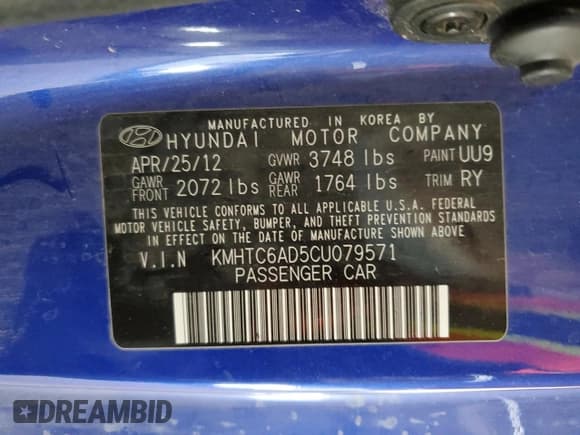 MANUFACTURED IN KOREA BY
HYUNDAI MOTOR COMPANY
APR/25/12 GVWR 3748 lbs PAINT UU9
GAWR FRONT 2072 lbs GAWR REAR 1764 lbs TRIM RY
THIS VEHICLE CONFORMS TO ALL APPLICABLE U.S.A. FEDERAL
MOTOR VEHICLE SAFETY, BUMPER, AND THEFT PREVENTION STANDARDS
IN EFFECT ON THE DATE OF MANUFACTURE SHOWN ABOVE
V.I.N KMHTC6AD5CU079571
PASSENGER CAR
DREAMBID